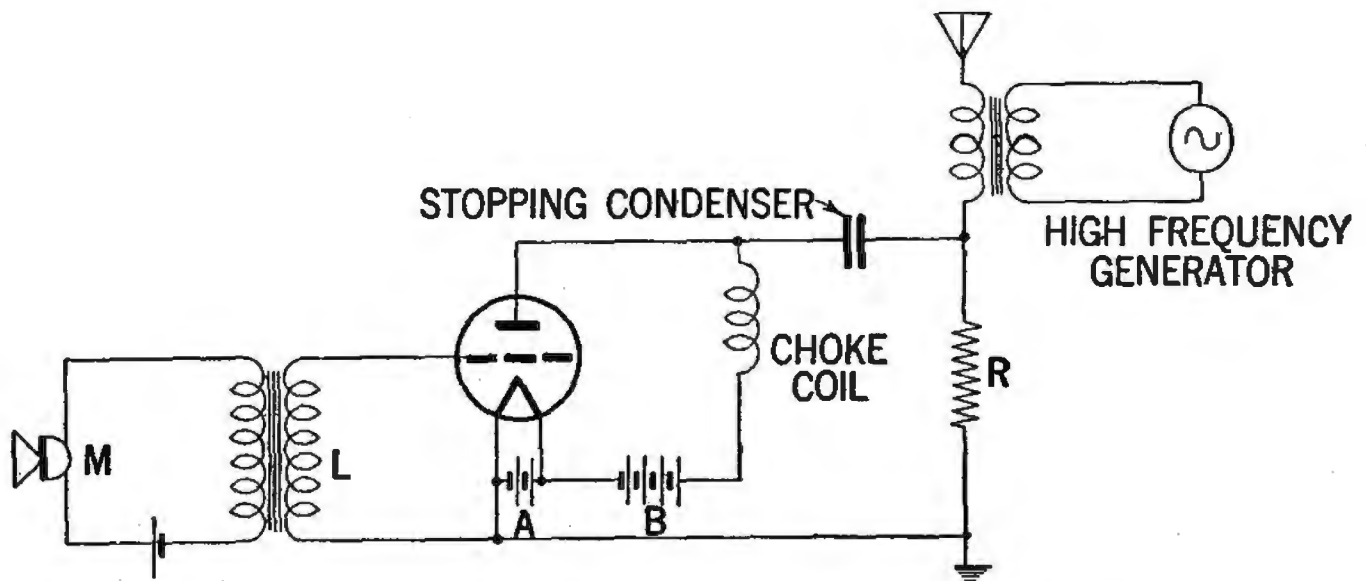 STOPPING CONDENSER
HIGH FREQUENCY
GENERATOR
CHOKE
COIL
R
M
L
A
B